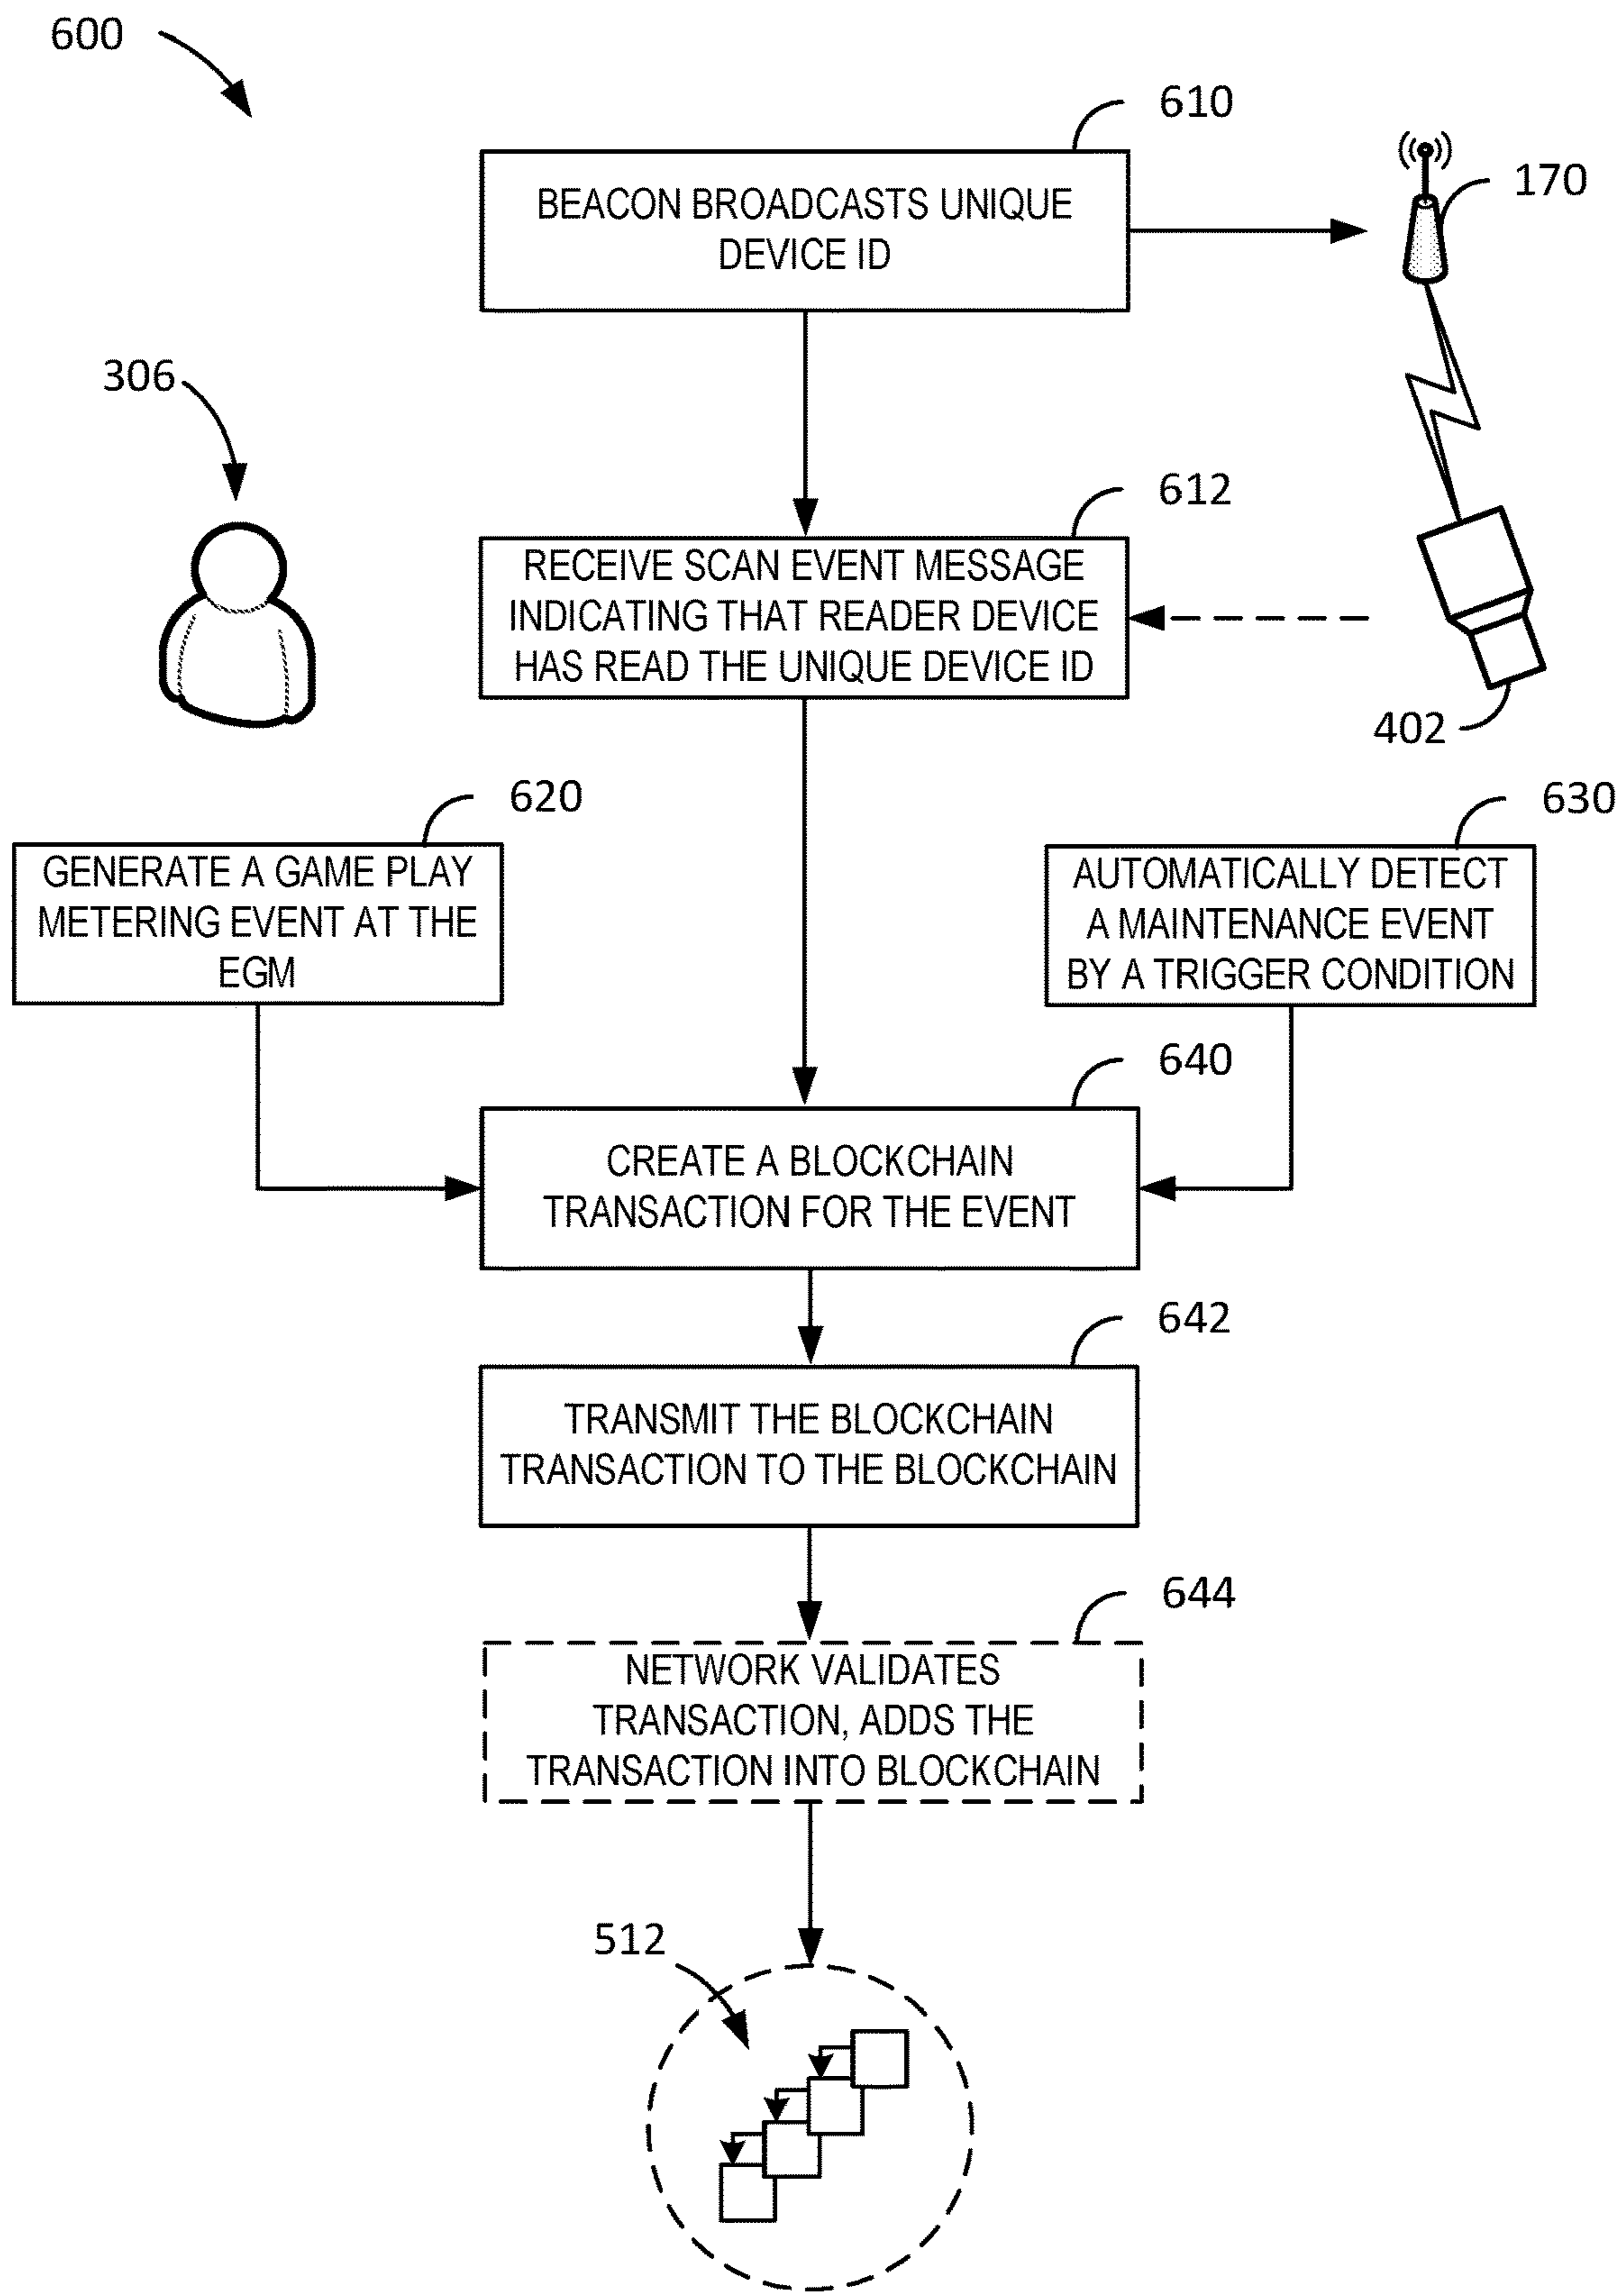 600
610
BEACON BROADCASTS UNIQUE
DEVICE ID
170
306
612
RECEIVE SCAN EVENT MESSAGE
INDICATING THAT READER DEVICE
HAS READ THE UNIQUE DEVICE ID
402
620
GENERATE A GAME PLAY
METERING EVENT AT THE
EGM
630
AUTOMATICALLY DETECT
A MAINTENANCE EVENT
BY A TRIGGER CONDITION
640
CREATE A BLOCKCHAIN
TRANSACTION FOR THE EVENT
642
TRANSMIT THE BLOCKCHAIN
TRANSACTION TO THE BLOCKCHAIN
644
NETWORK VALIDATES
TRANSACTION, ADDS THE
TRANSACTION INTO BLOCKCHAIN
512